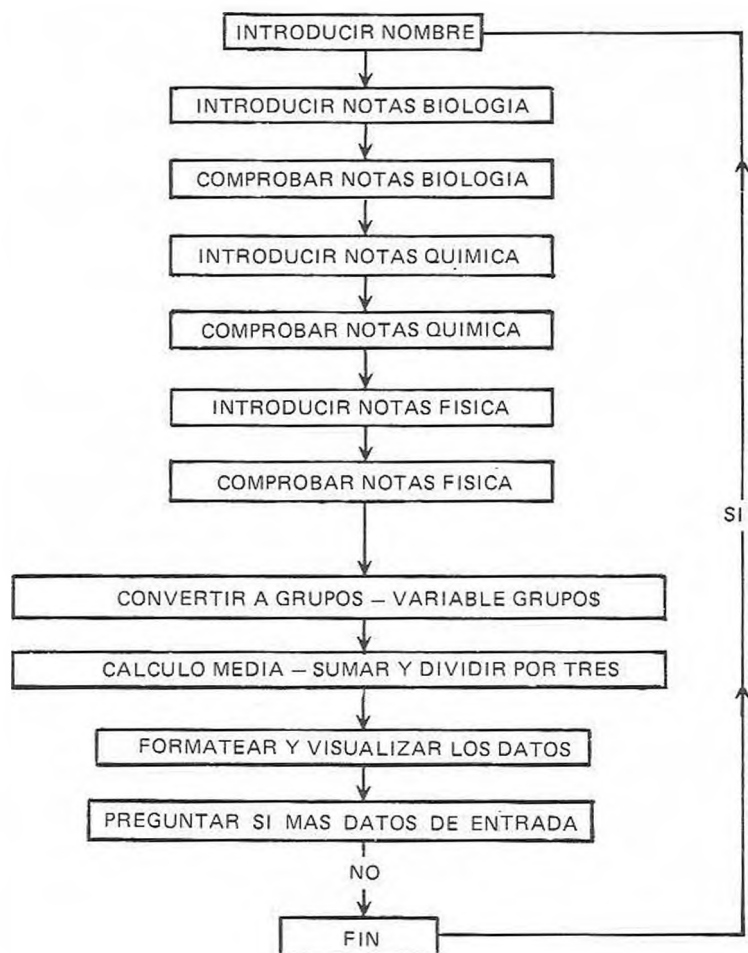 INTRODUCIR NOMBRE
INTRODUCIR NOTAS BIOLOGIA
COMPROBAR NOTAS BIOLOGIA
INTRODUCIR NOTAS QUIMICA
COMPROBAR NOTAS QUIMICA
INTRODUCIR NOTAS FISICA
COMPROBAR NOTAS FISICA
SI
CONVERTIR A GRUPOS – VARIABLE GRUPO$
CALCULO MEDIA – SUMAR Y DIVIDIR POR TRES
FORMATEAR Y VISUALIZAR LOS DATOS
PREGUNTAR SI MAS DATOS DE ENTRADA
NO
FIN